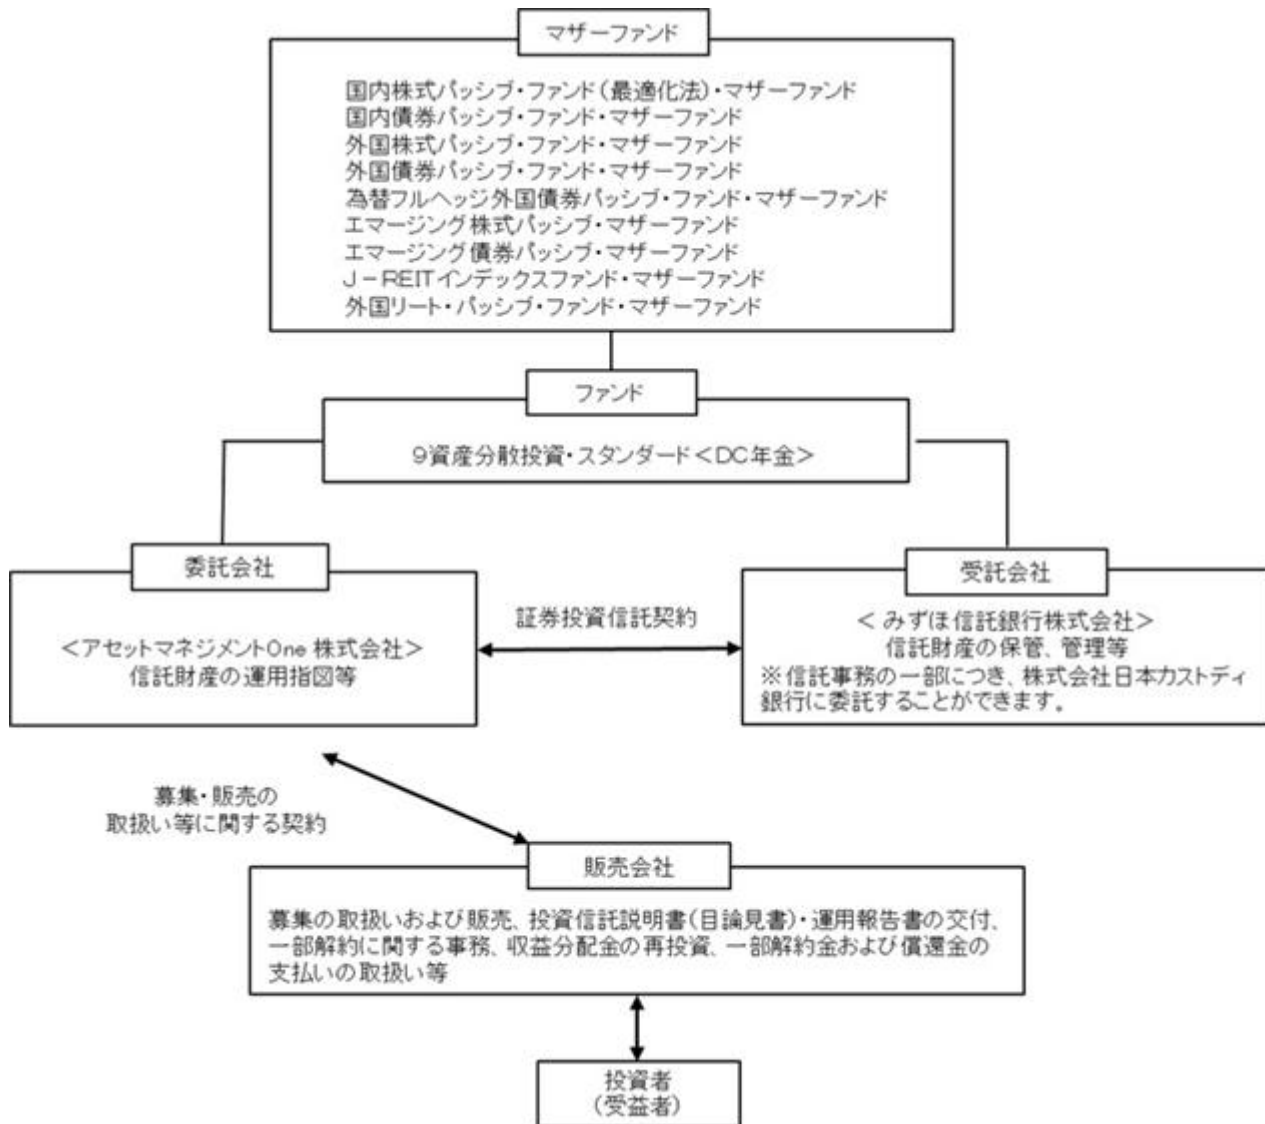 マザーファンド
国内株式パッシブ・ファンド(最適化法)・マザーファンド
国内債券パッシブ・ファンド・マザーファンド
外国株式パッシブ・ファンド・マザーファンド
外国債券パッシブ・ファンド・マザーファンド
為替フルヘッジ外国債券パッシブ・ファンド・マザーファンド
エマージング株式パッシブ・マザーファンド
エマージング債券パッシブ・マザーファンド
J-REITインデックスファンド・マザーファンド
外国リート・パッシブ・ファンド・マザーファンド
ファンド
9資産分散投資・スタンダード<DC年金>
委託会社
<アセットマネジメントOne 株式会社>
信託財産の運用指図等
証券投資信託契約
受託会社
< みずほ信託銀行株式会社>
信託財産の保管、管理等
※信託事務の一部につき、株式会社日本カストディ
銀行に委託することができます。
募集・販売の
取扱い等に関する契約
販売会社
募集の取扱いおよび販売、投資信託説明書(目論見書)・運用報告書の交付、
一部解約に関する事務、収益分配金の再投資、一部解約金および償還金の
支払いの取扱い等
投資者
(受益者)